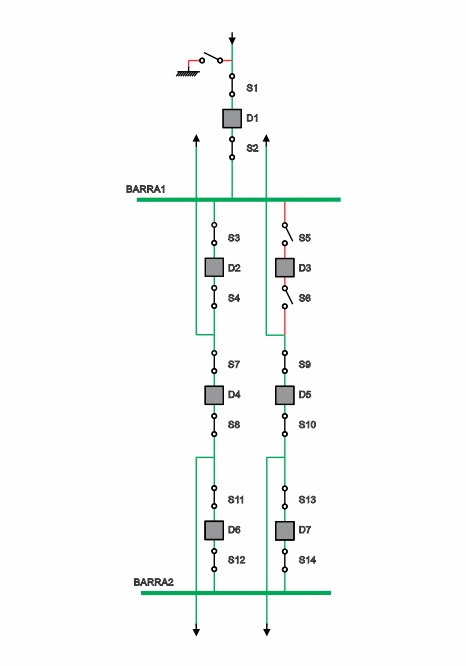 S1
D1
S2
BARRA1
S3 S5
D2 D3
S4 S6
S7 S9
D4 D5
S8 S10
S11 S13
D6 D7
S12 S14
BARRA2